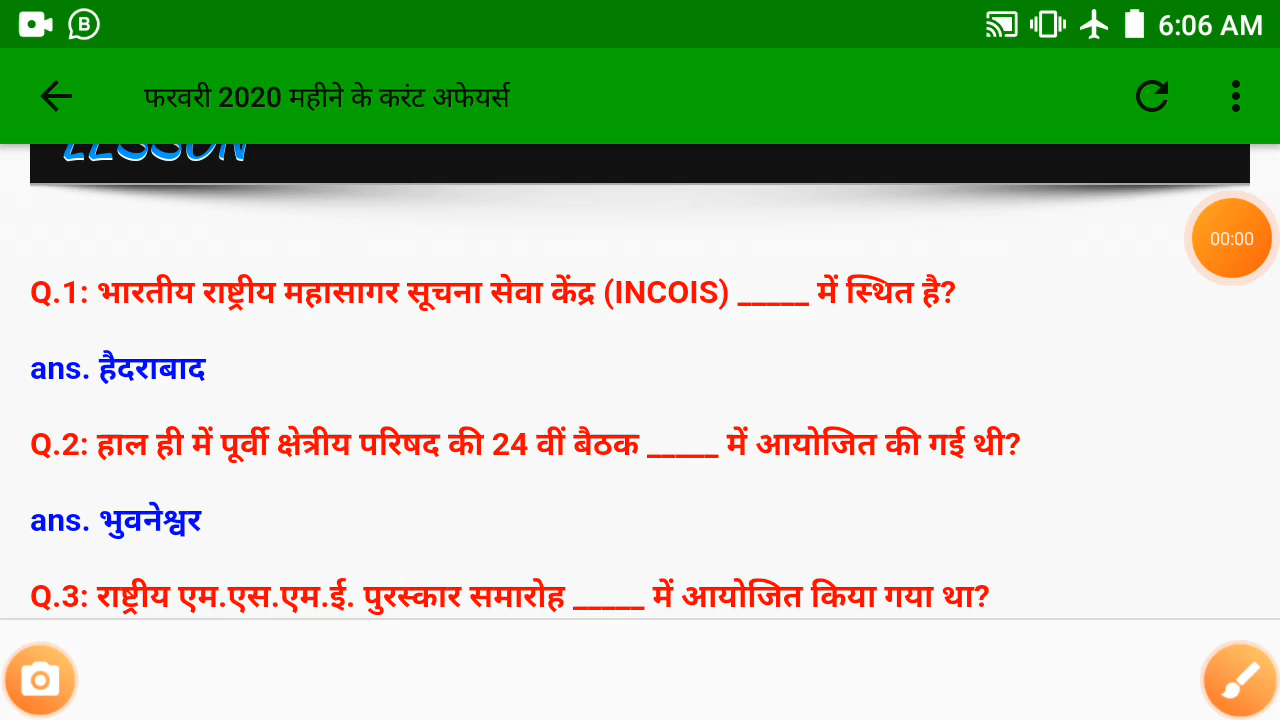 6:06 AM
फरवरी 2020 महीने के करंट अफेयर्स
LESSON
00:00
Q.1: भारतीय राष्ट्रीय महासागर सूचना सेवा केंद्र (INCOIS) _____ में स्थित है?
ans. हैदराबाद
Q.2: हाल ही में पूर्वी क्षेत्रीय परिषद की 24 वीं बैठक _____ में आयोजित की गई थी?
ans. भुवनेश्वर
Q.3: राष्ट्रीय एम.एस.एम.ई. पुरस्कार समारोह _____ में आयोजित किया गया था?